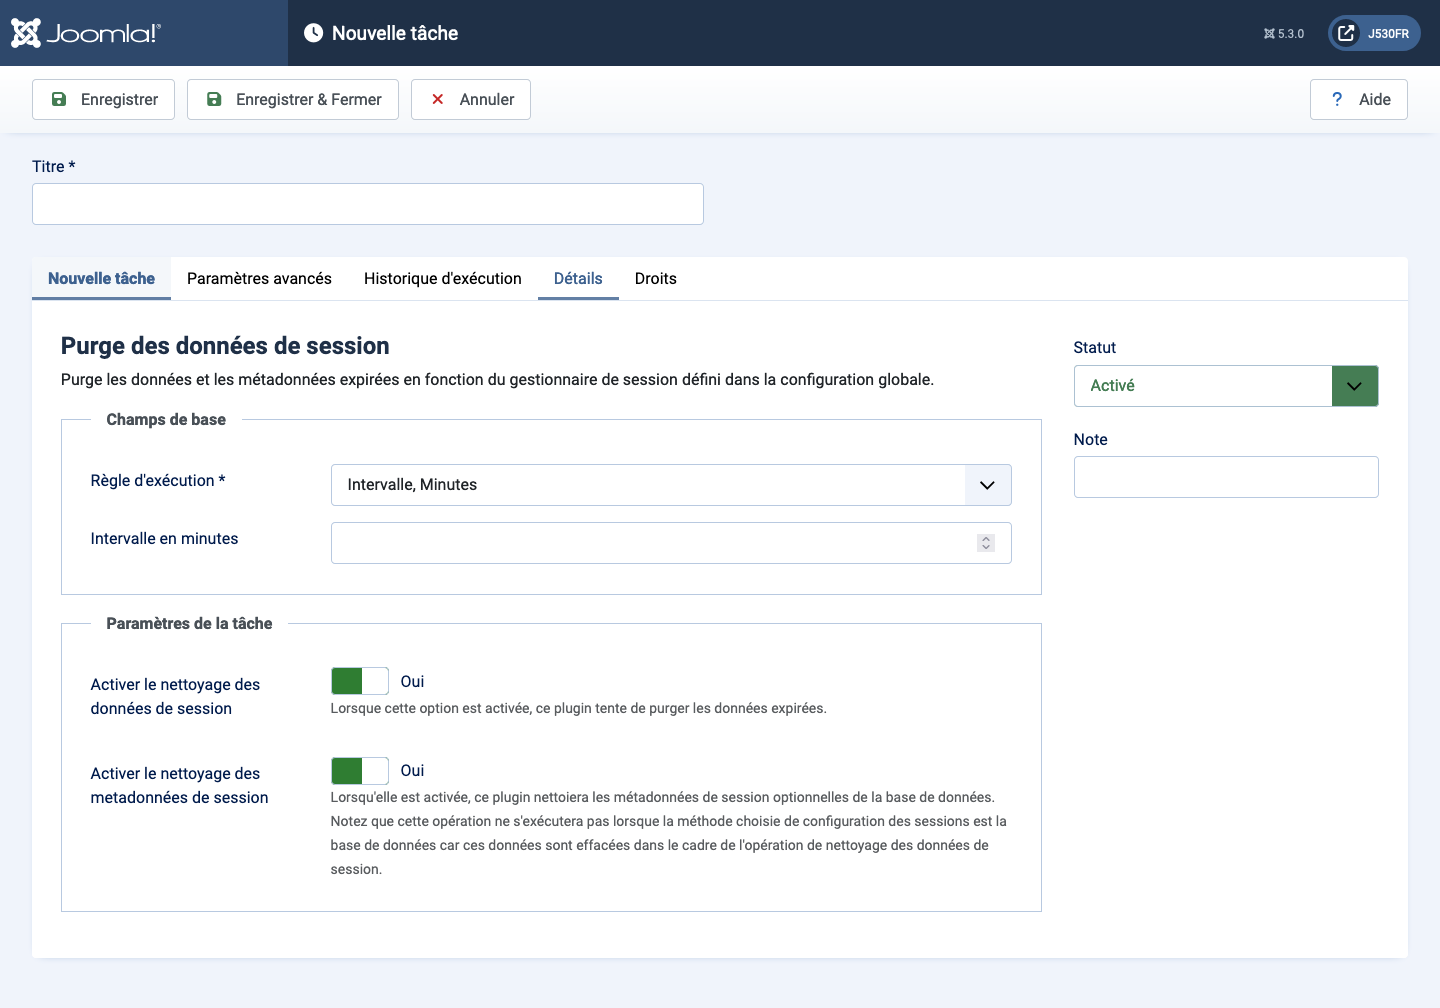 Joomla!®
Nouvelle tâche
5.3.0
J530FR
Enregistrer
Enregistrer & Fermer
Annuler
? Aide
Titre *
Nouvelle tâche
Paramètres avancés
Historique d'exécution
Détails
Droits
Purge des données de session
Purge les données et les métadonnées expirées en fonction du gestionnaire de session défini dans la configuration globale.
Champs de base
Règle d'exécution *
Intervalle, Minutes
Intervalle en minutes
Paramètres de la tâche
Activer le nettoyage des
données de session
Oui
Lorsque cette option est activée, ce plugin tente de purger les données expirées.
Activer le nettoyage des
metadonnées de session
Oui
Lorsqu'elle est activée, ce plugin nettoiera les métadonnées de session optionnelles de la base de données.
Notez que cette opération ne s'exécutera pas lorsque la méthode choisie de configuration des sessions est la
base de données car ces données sont effacées dans le cadre de l'opération de nettoyage des données de
session.
Statut
Activé
Note